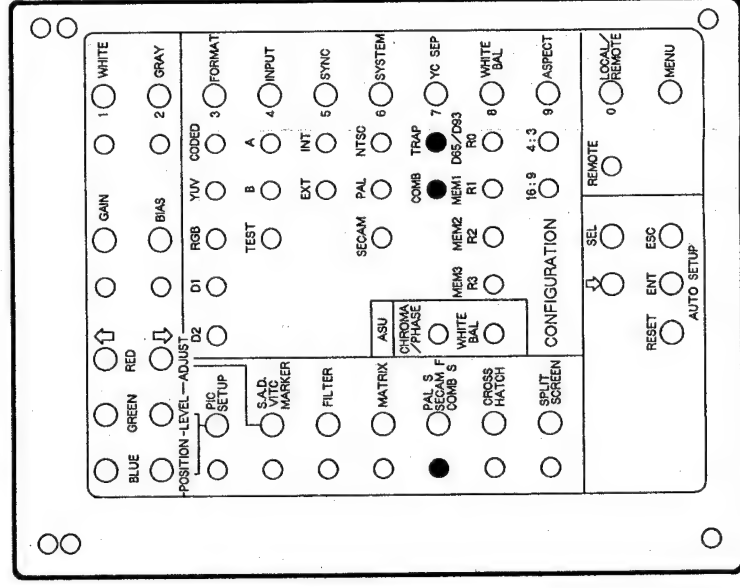 BLUE GREEN RED GAIN 1 WHITE
BIAS 2 GRAY
-POSITION-LEVEL-ADJUST
PIC
SETUP
D2 D1 RGB YUV CODED 3 FORMAT
S.A.D.
VITC
MARKER
TEST B A 4 INPUT
FILTER
EXT INT 5 SYNC
MATRIX
ASU
SECAM PAL NTSC 6 SYSTEM
PAL S
SECAM F
COMB S
CHROMA
/PHASE
COMB TRAP 7 YC SEP
CROSS
HATCH
WHITE
BAL
MEM3 MEM2 MEM1 D65/D93
R3 R2 R1 R0
8 WHITE
BAL
SPLIT
SCREEN
CONFIGURATION
16:9 4:3 9 ASPECT
SEL
REMOTE
0 LOCAL/
REMOTE
RESET ENT ESC
AUTO SETUP
MENU